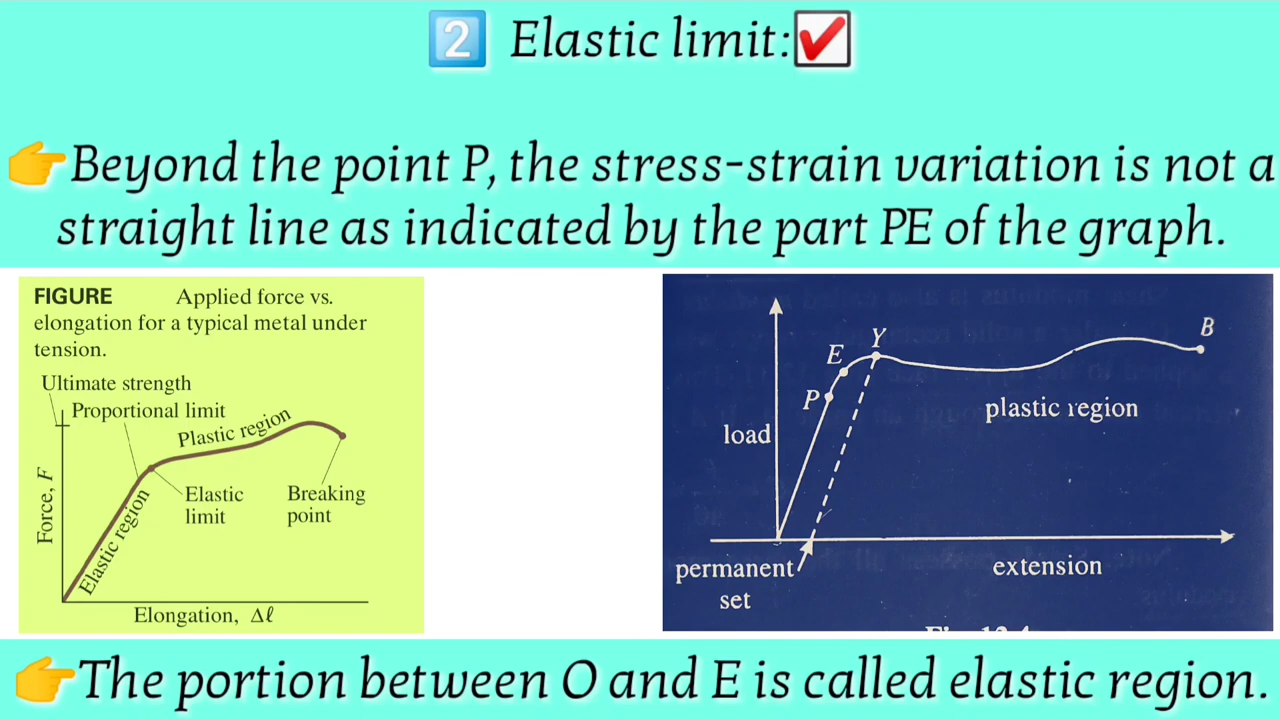 2 Elastic limit:
Beyond the point P, the stress-strain variation is not a
straight line as indicated by the part PE of the graph.
FIGURE Applied force vs.
elongation for a typical metal under
tension.
Ultimate strength
Proportional limit
Plastic region
Elastic
limit
Breaking
point
Elastic region
Force, F
Elongation, Δℓ
E
Y
B
P
plastic region
load
permanent
set
extension
The portion between O and E is called elastic region.